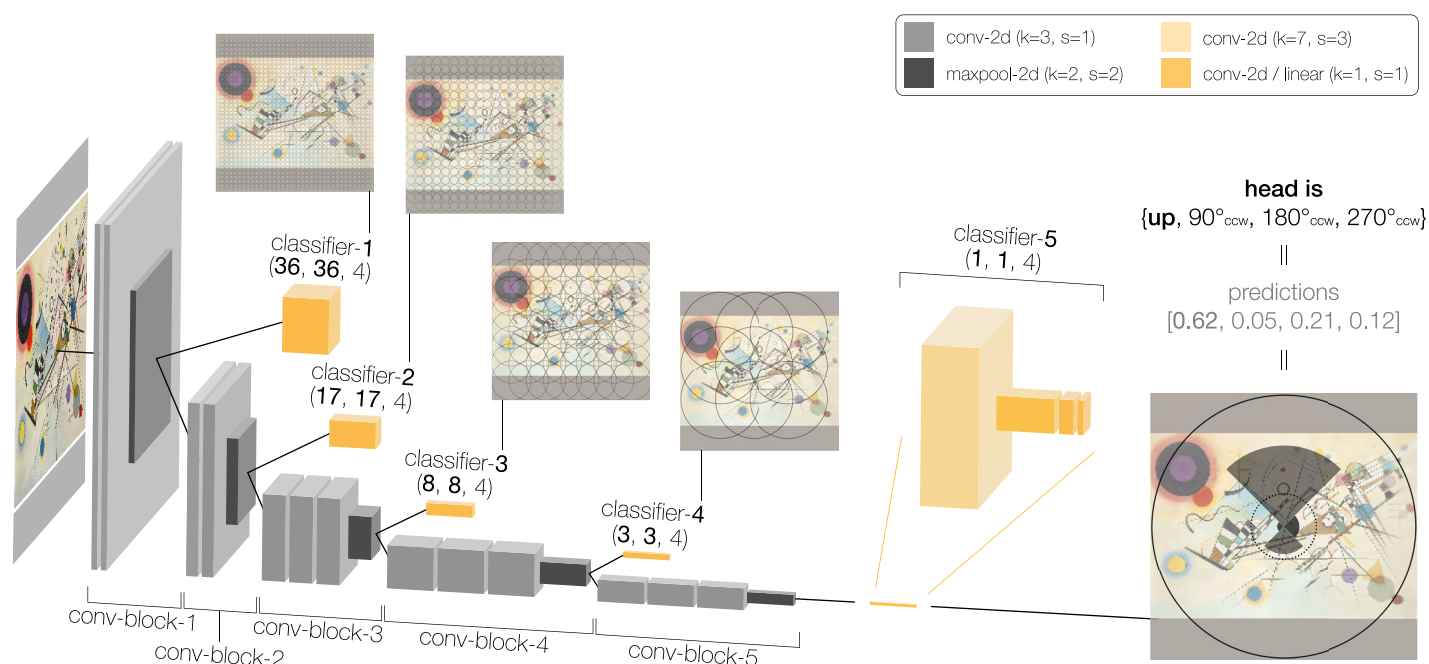 conv-2d (k=3, s=1)
conv-2d (k=7, s=3)
maxpool-2d (k=2, s=2)
conv-2d / linear (k=1, s=1)
classifier-1
(36, 36, 4)
classifier-2
(17, 17, 4)
classifier-3
(8, 8, 4)
classifier-4
(3, 3, 4)
classifier-5
(1, 1, 4)
head is
{up, 90°ccw, 180°ccw, 270°ccw}
predictions
[0.62, 0.05, 0.21, 0.12]
conv-block-1
conv-block-2
conv-block-3
conv-block-4
conv-block-5